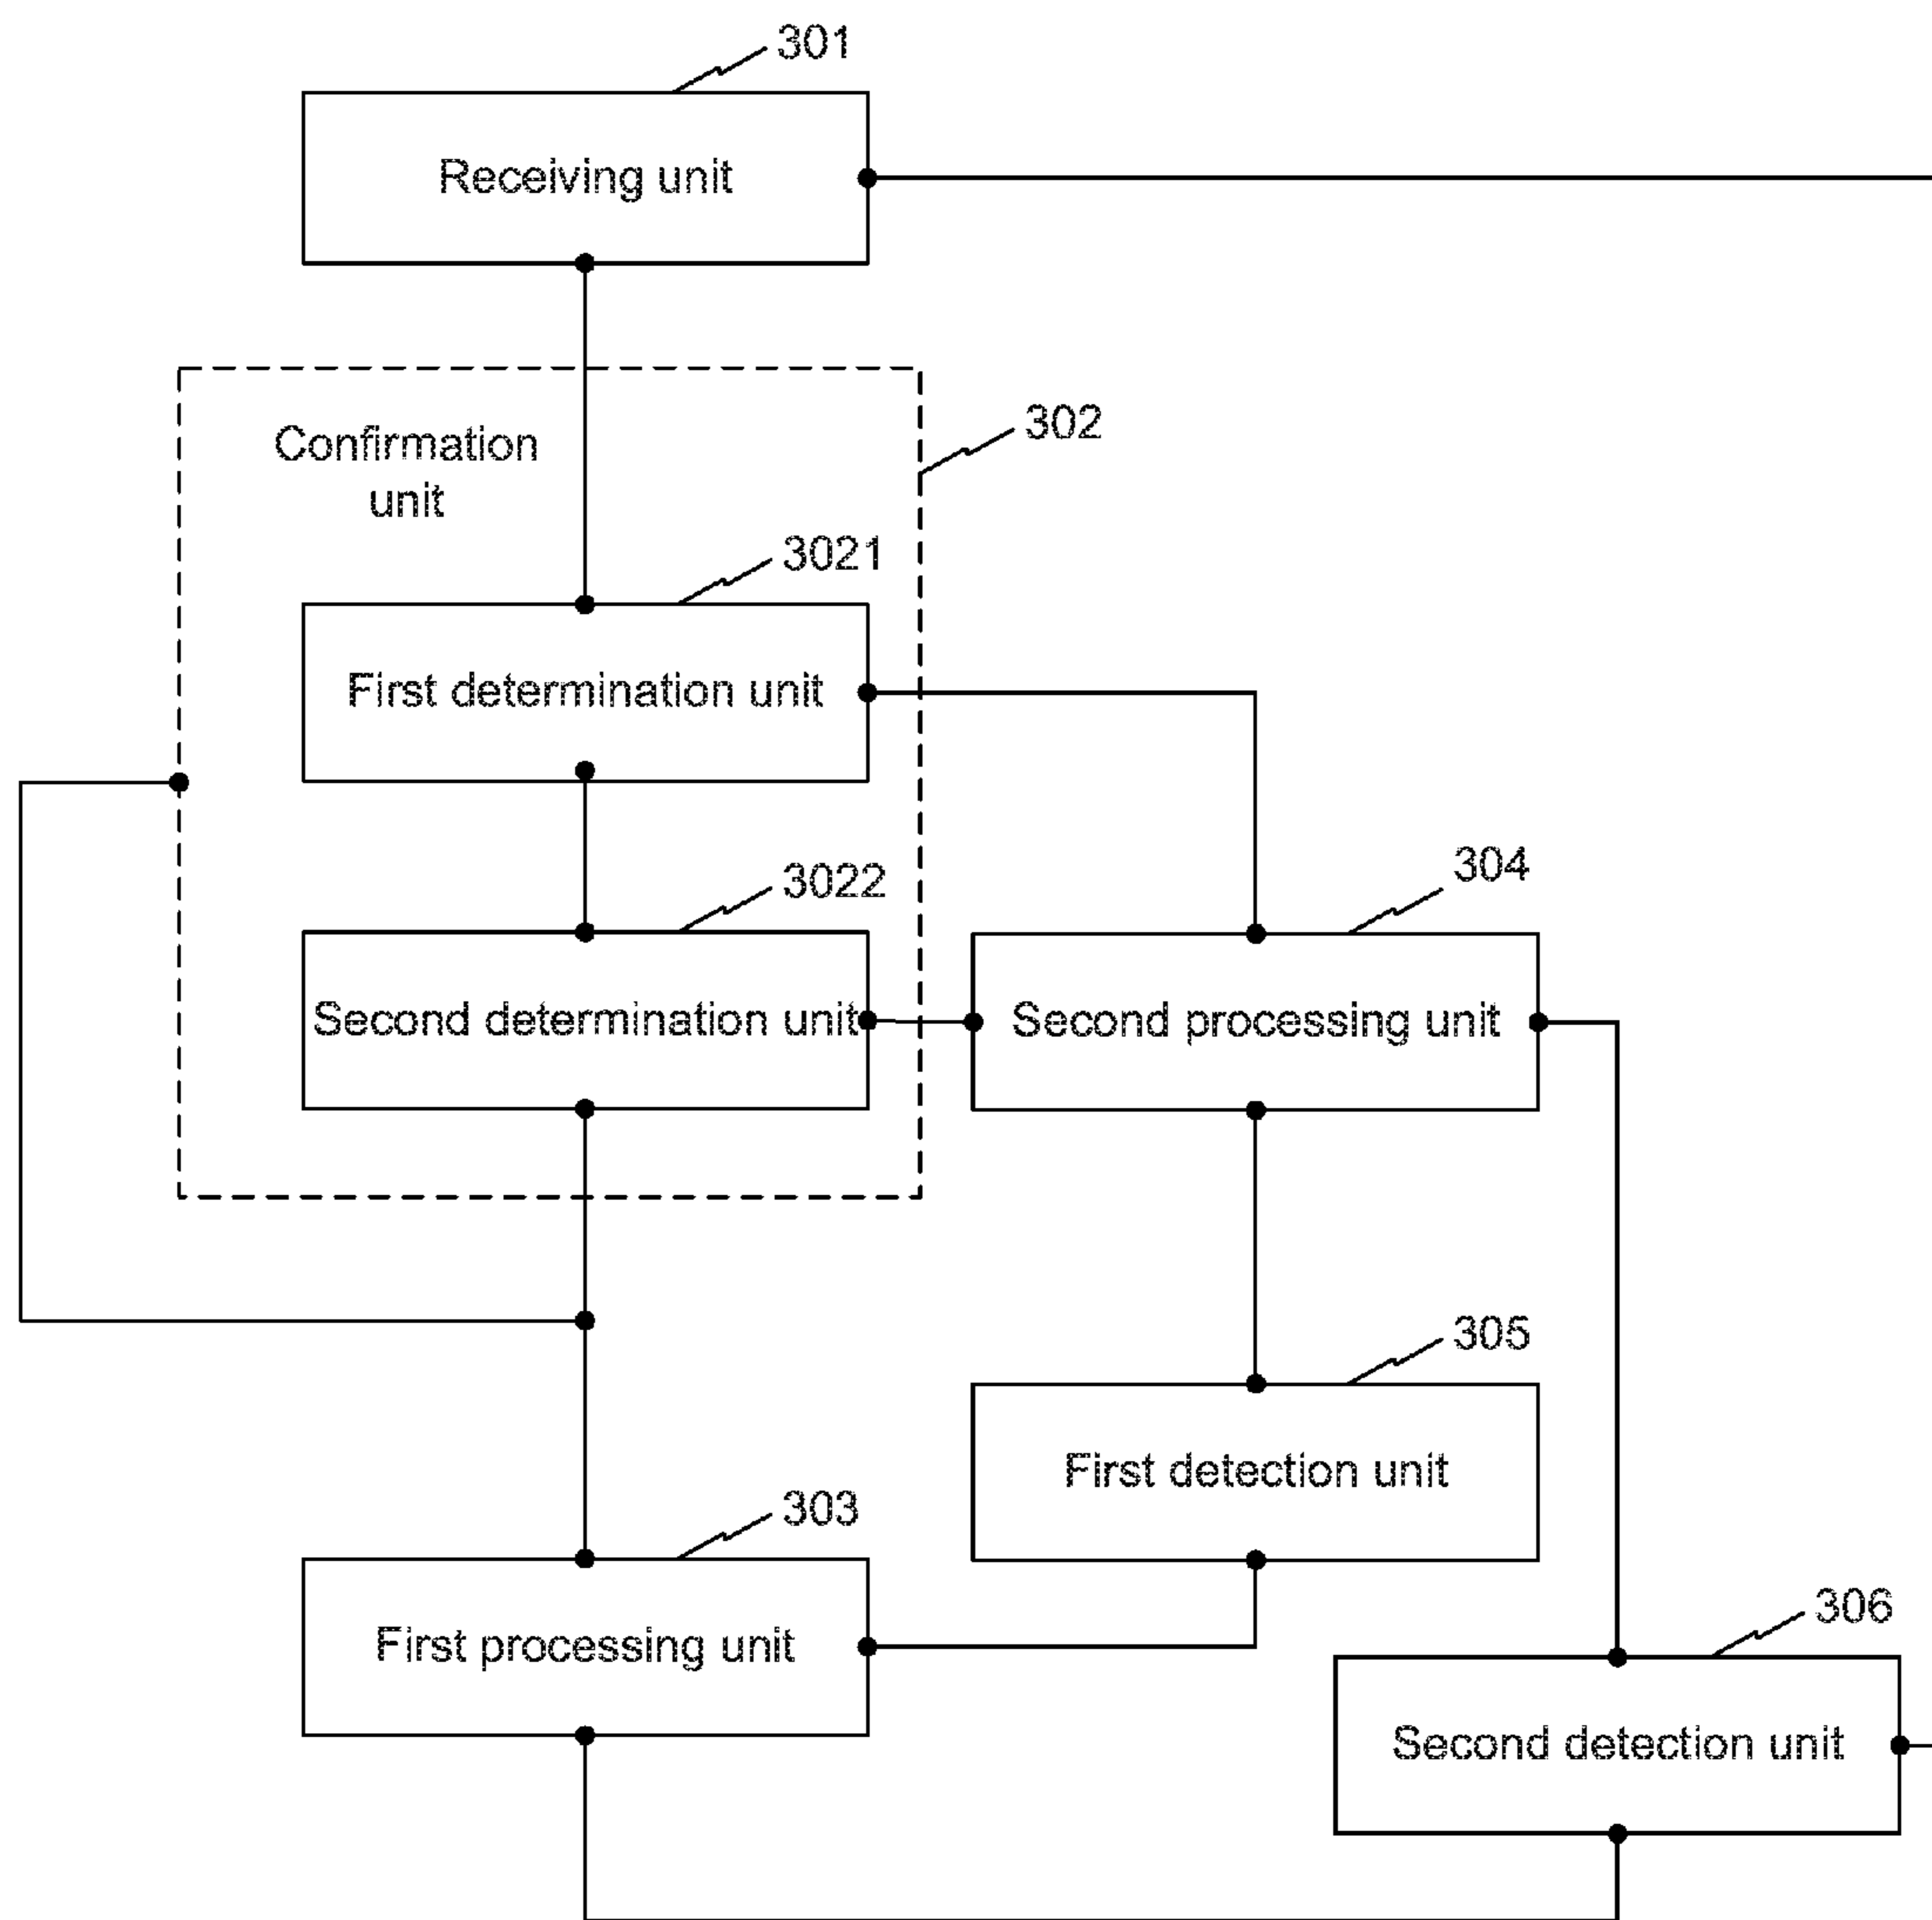 301
Receiving unit
302
Confirmation
unit
3021
First determination unit
3022
Second determination unit
304
Second processing unit
305
First detection unit
303
First processing unit
306
Second detection unit